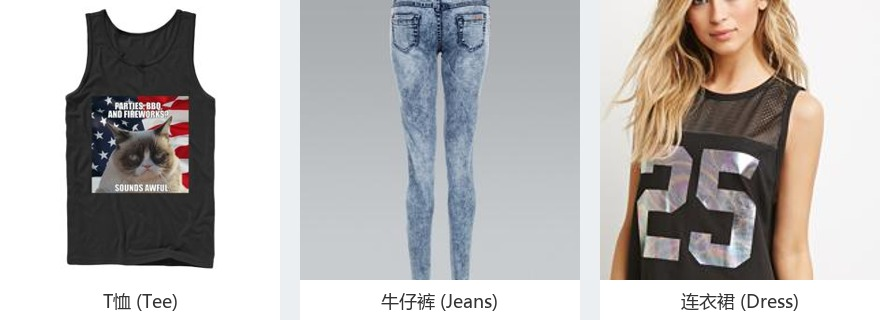 PARTIES, BBQ,
AND FIREWORKS?
SOUNDS AWFUL
25
T恤 (Tee)
牛仔裤 (Jeans)
连衣裙 (Dress)